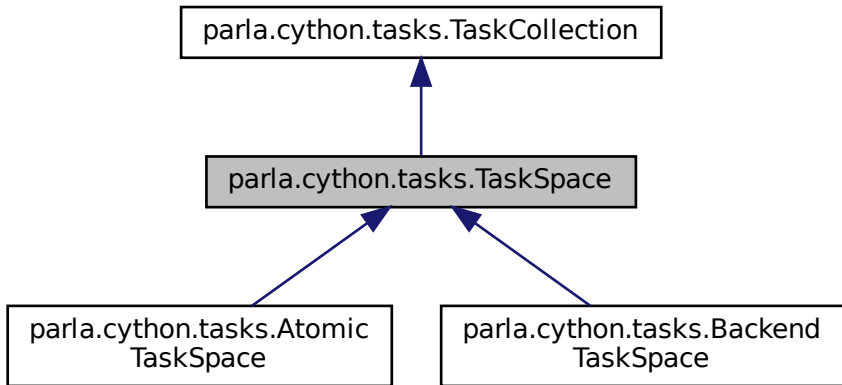 parla.cython.tasks.TaskCollection
parla.cython.tasks.TaskSpace
parla.cython.tasks.Atomic
TaskSpace
parla.cython.tasks.Backend
TaskSpace